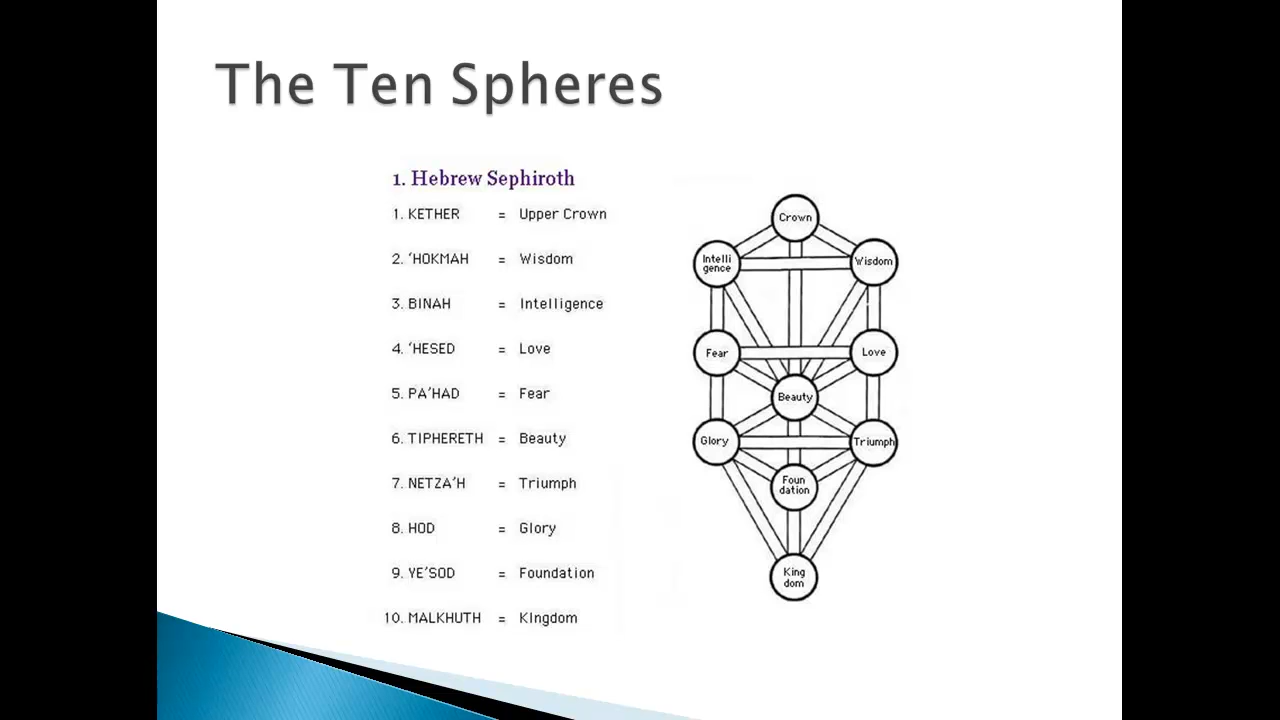 The Ten Spheres
1. Hebrew Sephiroth
1. KETHER = Upper Crown
2. ‘HOKMAH = Wisdom
3. BINAH = Intelligence
4. ‘HESED = Love
5. PA’HAD = Fear
6. TIPHERETH = Beauty
7. NETZA’H = Triumph
8. HOD = Glory
9. YE’SOD = Foundation
10. MALKHUTH = KIngdom
Crown
Intelli
gence
Wisdom
Fear
Love
Beauty
Glory
Triumph
Foun
dation
King
dom